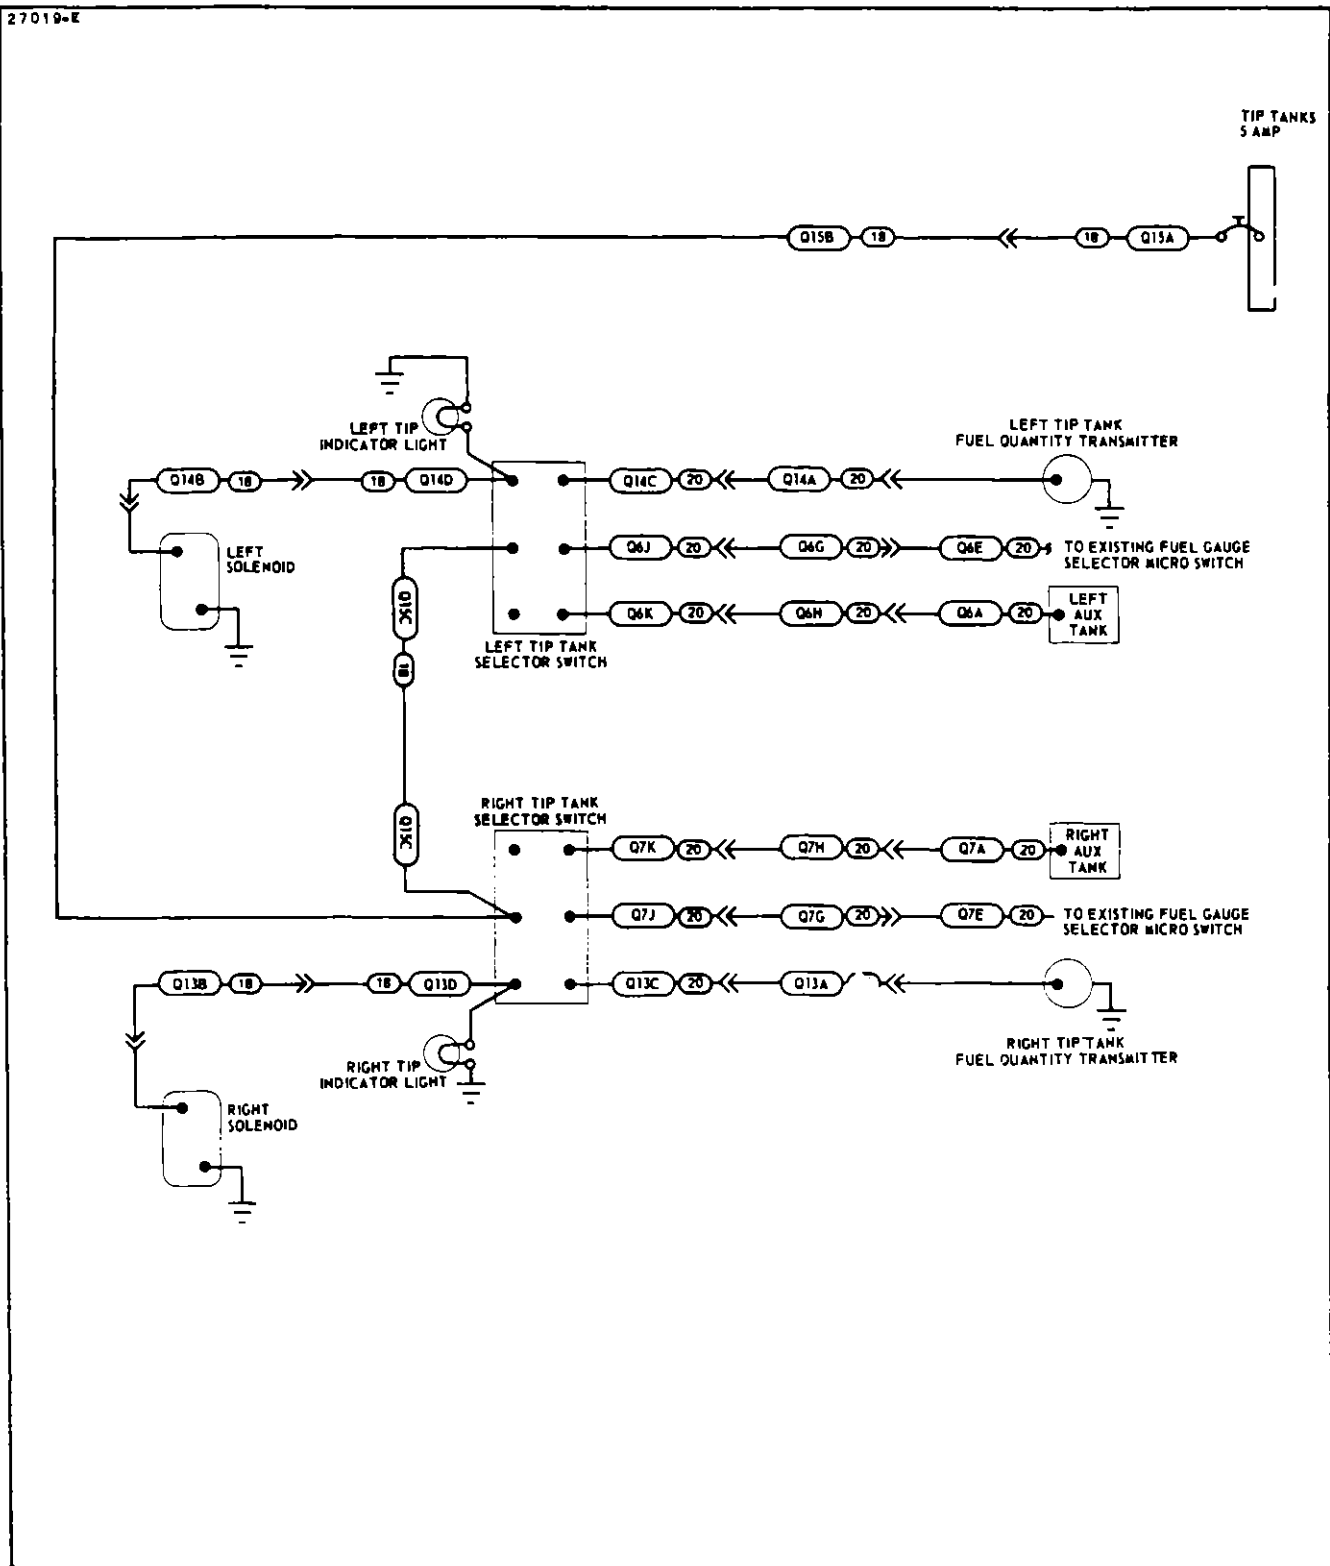 27019-E
TIP TANKS
5 AMP
Q15B 18 18 Q15A
LEFT TIP
INDICATOR LIGHT
LEFT TIP TANK
FUEL QUANTITY TRANSMITTER
Q14B 18 18 Q14D Q14C 20 Q14A 20
LEFT
SOLENOID
Q6J 20 Q6G 20 Q6E 20
TO EXISTING FUEL GAUGE
SELECTOR MICRO SWITCH
Q15C
18
Q6K 20 Q6H 20 Q6A 20
LEFT
AUX
TANK
LEFT TIP TANK
SELECTOR SWITCH
RIGHT TIP TANK
SELECTOR SWITCH
Q15C
Q7K 20 Q7H 20 Q7A 20
RIGHT
AUX
TANK
Q7J 20 Q7G 20 Q7E 20
TO EXISTING FUEL GAUGE
SELECTOR MICRO SWITCH
Q13B 18 18 Q13D Q13C 20 Q13A
RIGHT TIP
INDICATOR LIGHT
RIGHT TIP TANK
FUEL QUANTITY TRANSMITTER
RIGHT
SOLENOID